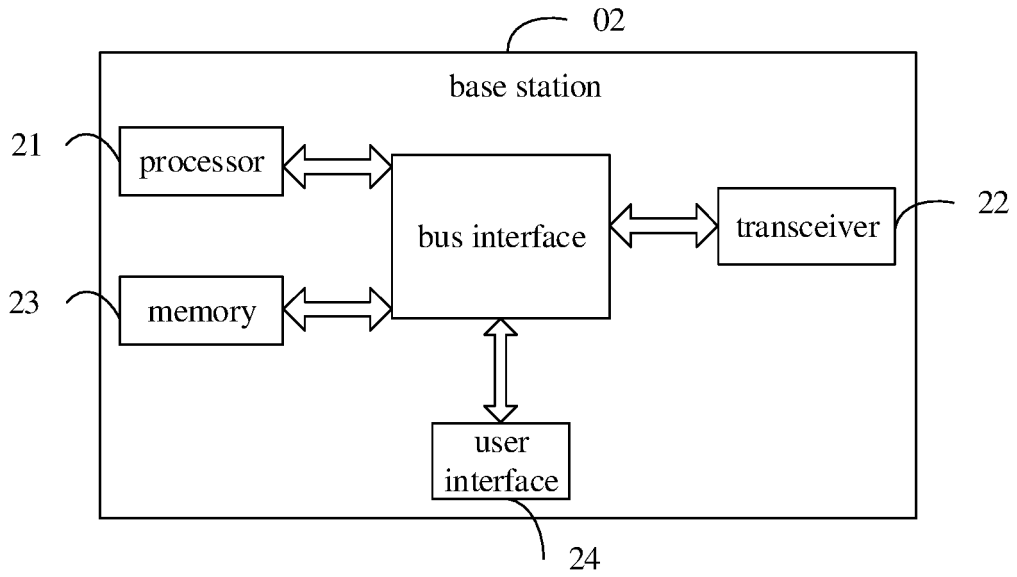 02
base station
21
processor
bus interface
transceiver
22
23
memory
user
interface
24